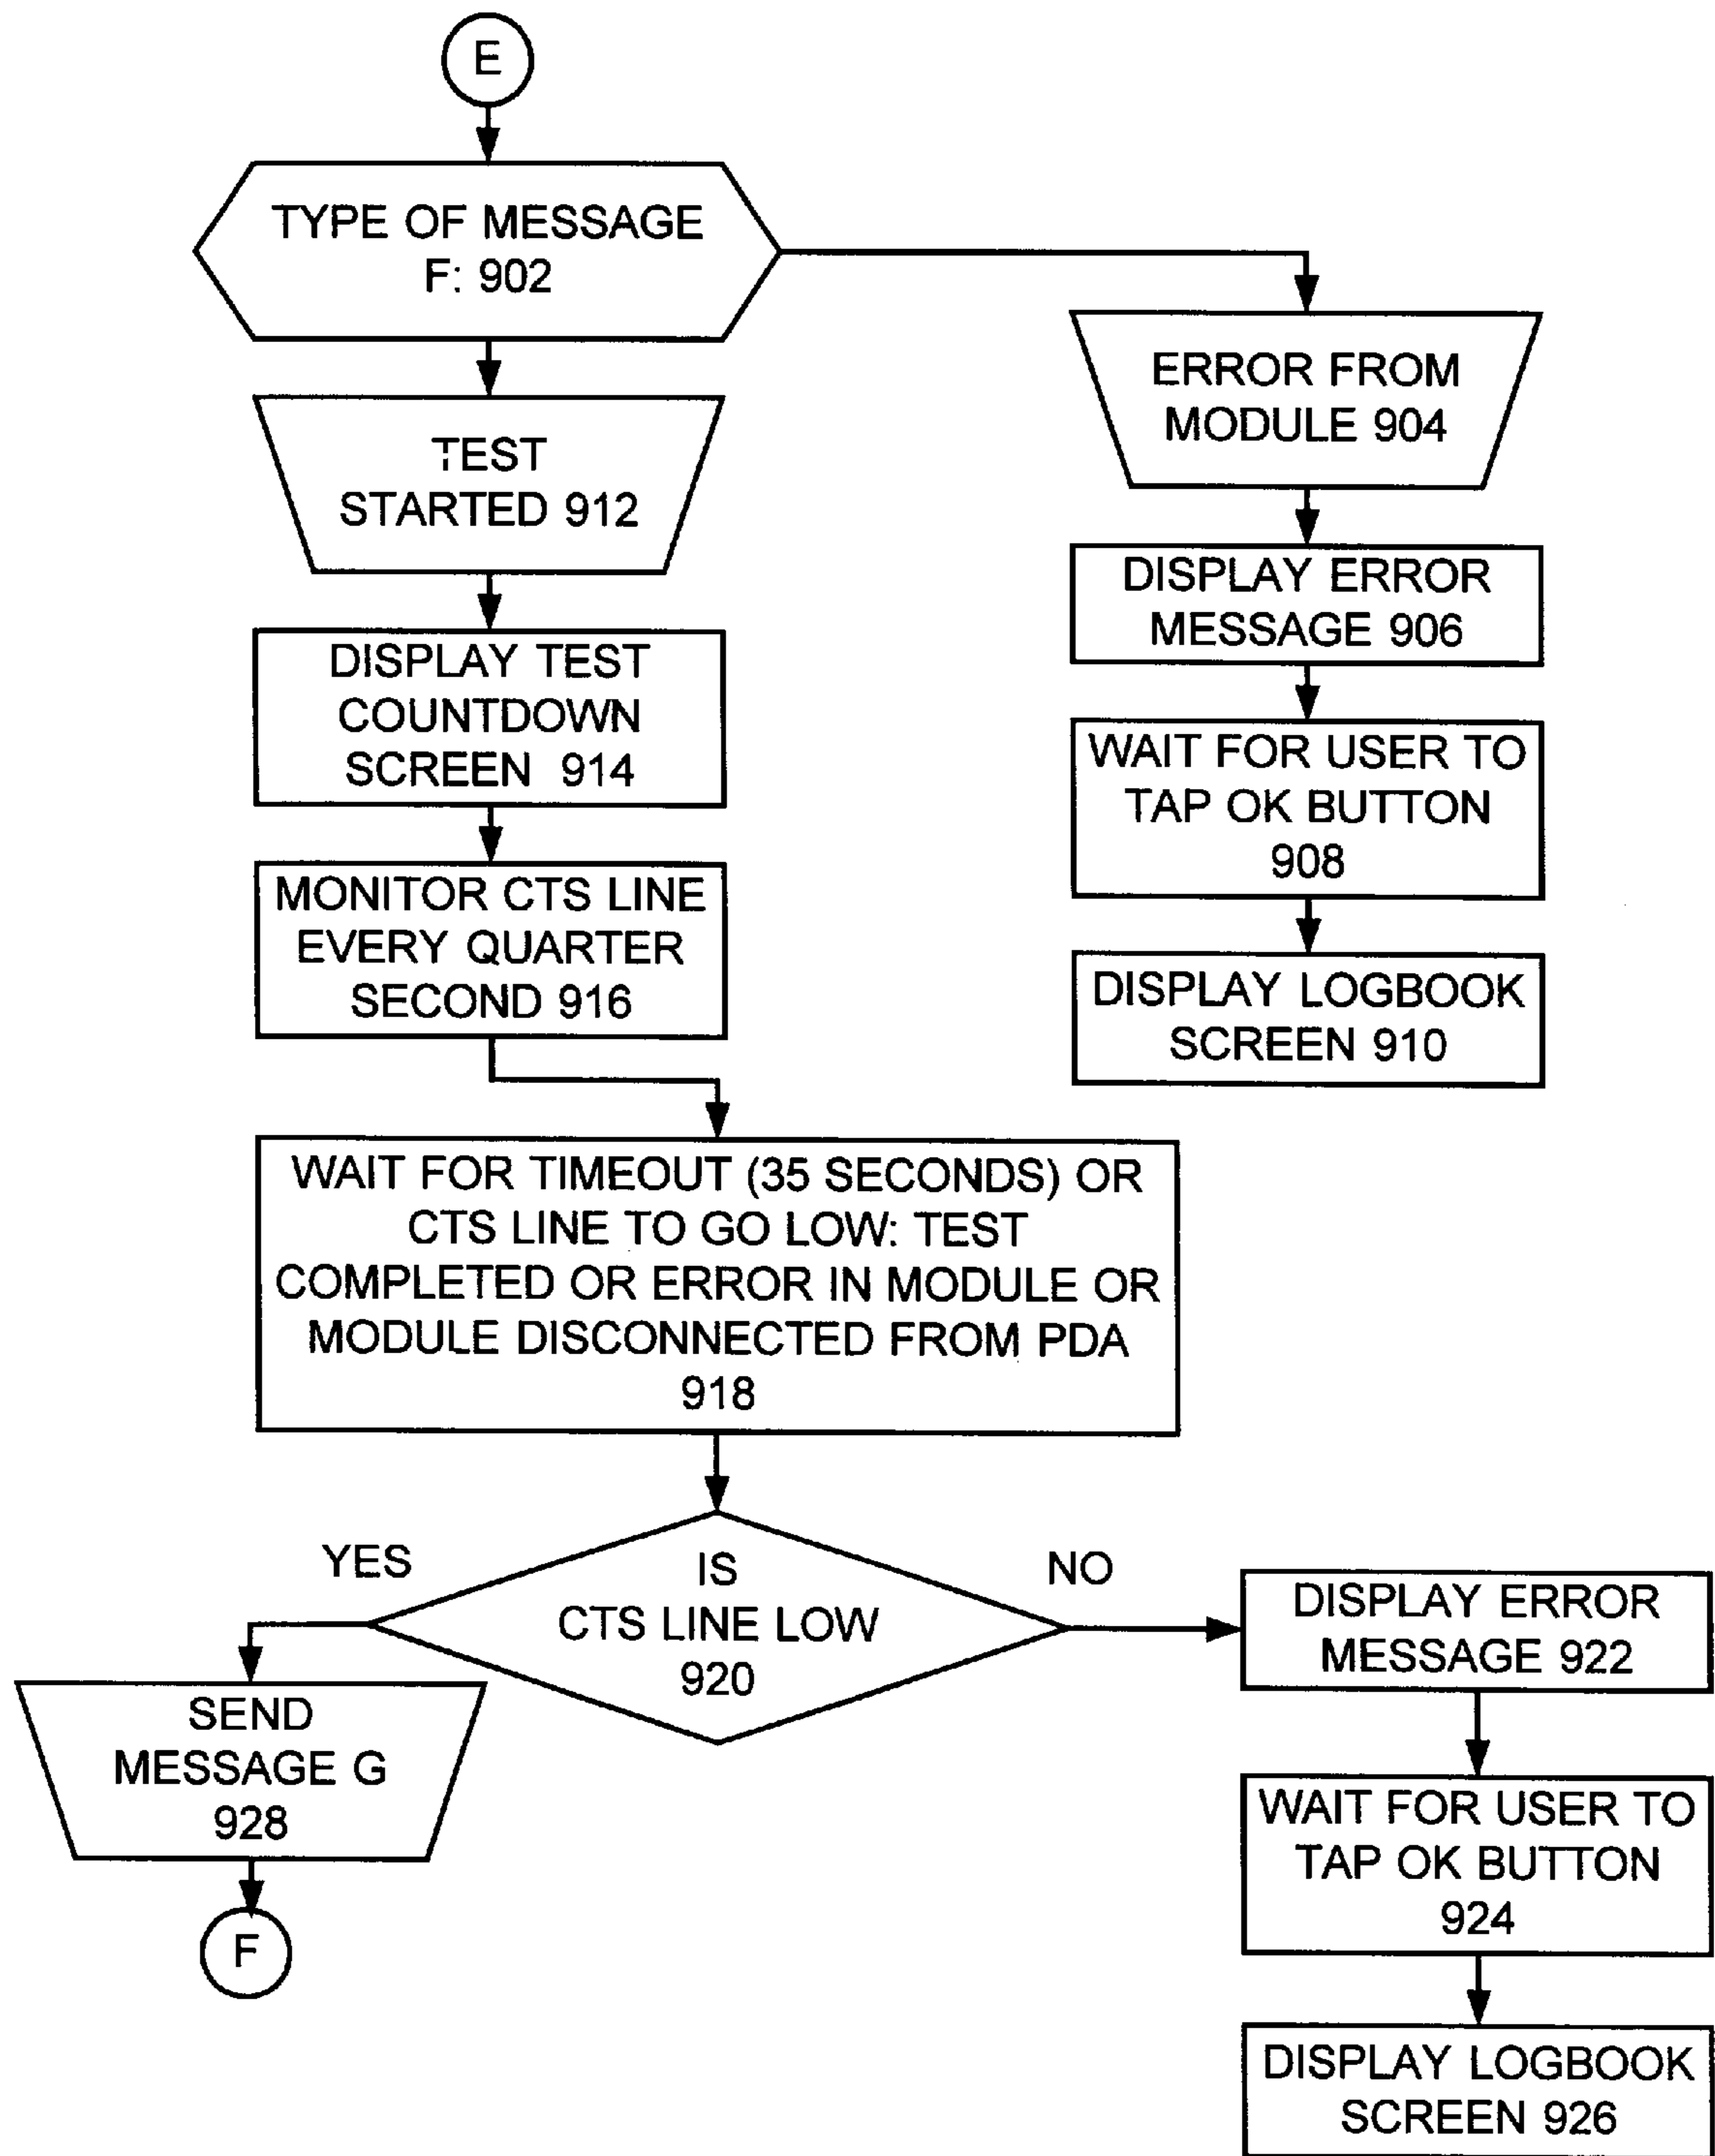 E
TYPE OF MESSAGE
F: 902
TEST
STARTED 912
DISPLAY TEST
COUNTDOWN
SCREEN 914
MONITOR CTS LINE
EVERY QUARTER
SECOND 916
ERROR FROM
MODULE 904
DISPLAY ERROR
MESSAGE 906
WAIT FOR USER TO
TAP OK BUTTON
908
DISPLAY LOGBOOK
SCREEN 910
WAIT FOR TIMEOUT (35 SECONDS) OR
CTS LINE TO GO LOW: TEST
COMPLETED OR ERROR IN MODULE OR
MODULE DISCONNECTED FROM PDA
918
IS
CTS LINE LOW
920
YES
SEND
MESSAGE G
928
F
NO
DISPLAY ERROR
MESSAGE 922
WAIT FOR USER TO
TAP OK BUTTON
924
DISPLAY LOGBOOK
SCREEN 926